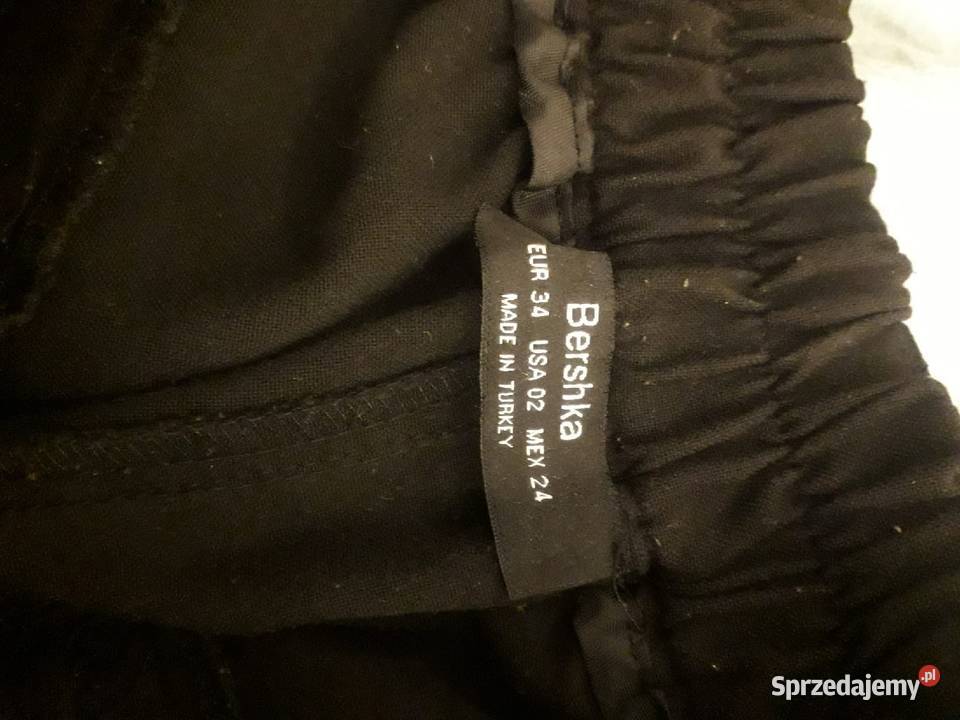 Bershka
EUR 34 USA 02 MEX 24
MADE IN TURKEY
Sprzedajemy.pl